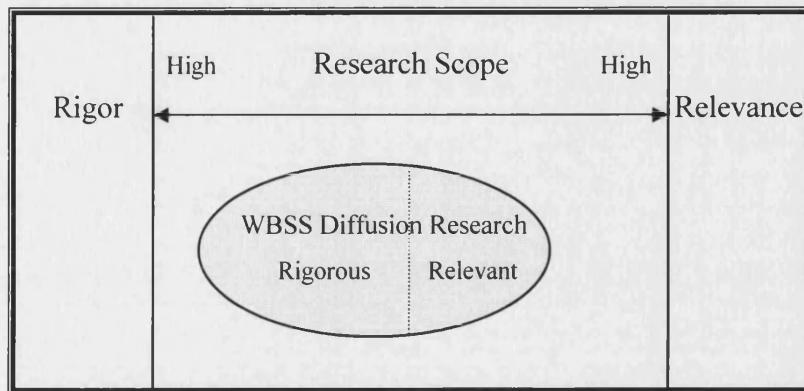 High Research Scope High
Rigor Relevance
WBSS Diffusion Research
Rigorous Relevant